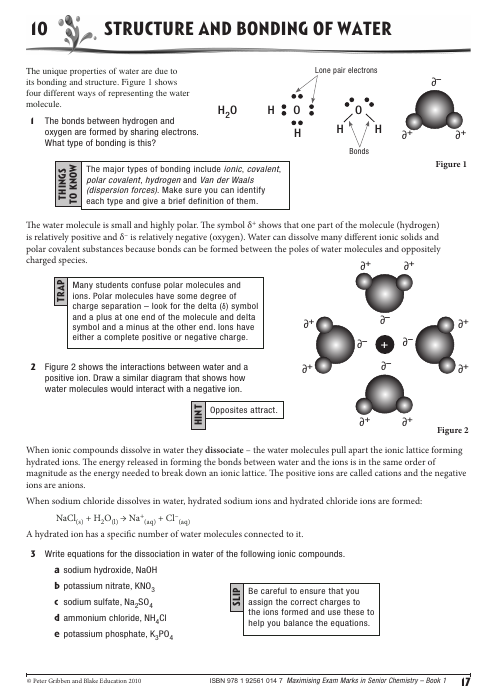 10 STRUCTURE AND BONDING OF WATER
The unique properties of water are due to
its bonding and structure. Figure 1 shows
four different ways of representing the water
molecule.
1 The bonds between hydrogen and
oxygen are formed by sharing electrons.
What type of bonding is this?
Lone pair electrons
H₂O
H O
H
O
H H
Bonds
∂–
∂+ ∂+
Figure 1
THINGS TO KNOW
The major types of bonding include ionic, covalent,
polar covalent, hydrogen and Van der Waals
(dispersion forces). Make sure you can identify
each type and give a brief definition of them.
The water molecule is small and highly polar. The symbol δ⁺ shows that one part of the molecule (hydrogen)
is relatively positive and δ⁻ is relatively negative (oxygen). Water can dissolve many different ionic solids and
polar covalent substances because bonds can be formed between the poles of water molecules and oppositely
charged species.
TRAP
Many students confuse polar molecules and
ions. Polar molecules have some degree of
charge separation – look for the delta (δ) symbol
and a plus at one end of the molecule and delta
symbol and a minus at the other end. Ions have
either a complete positive or negative charge.
2 Figure 2 shows the interactions between water and a
positive ion. Draw a similar diagram that shows how
water molecules would interact with a negative ion.
HINT
Opposites attract.
∂+ ∂+
∂–
∂+ ∂+
∂– + ∂–
∂+ ∂+
∂–
∂+ ∂+
Figure 2
When ionic compounds dissolve in water they dissociate – the water molecules pull apart the ionic lattice forming
hydrated ions. The energy released in forming the bonds between water and the ions is in the same order of
magnitude as the energy needed to break down an ionic lattice. The positive ions are called cations and the negative
ions are anions.
When sodium chloride dissolves in water, hydrated sodium ions and hydrated chloride ions are formed:
NaCl(s) + H₂O(l) → Na⁺(aq) + Cl⁻(aq)
A hydrated ion has a specific number of water molecules connected to it.
3 Write equations for the dissociation in water of the following ionic compounds.
a sodium hydroxide, NaOH
b potassium nitrate, KNO₃
c sodium sulfate, Na₂SO₄
d ammonium chloride, NH₄Cl
e potassium phosphate, K₃PO₄
SLIP
Be careful to ensure that you
assign the correct charges to
the ions formed and use these to
help you balance the equations.
© Peter Gribben and Blake Education 2010
ISBN 978 1 92561 014 7 Maximising Exam Marks in Senior Chemistry – Book 1 17